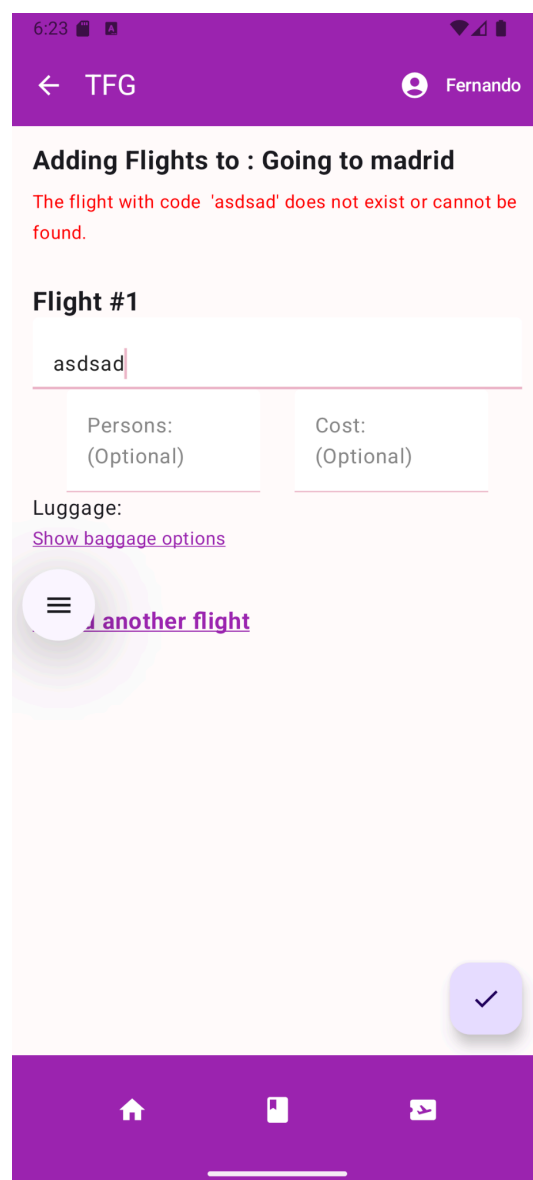 6:23
TFG
Fernando
Adding Flights to : Going to madrid
The flight with code 'asdsad' does not exist or cannot be
found.
Flight #1
asdsad
Persons:
(Optional)
Cost:
(Optional)
Luggage:
Show baggage options
another flight